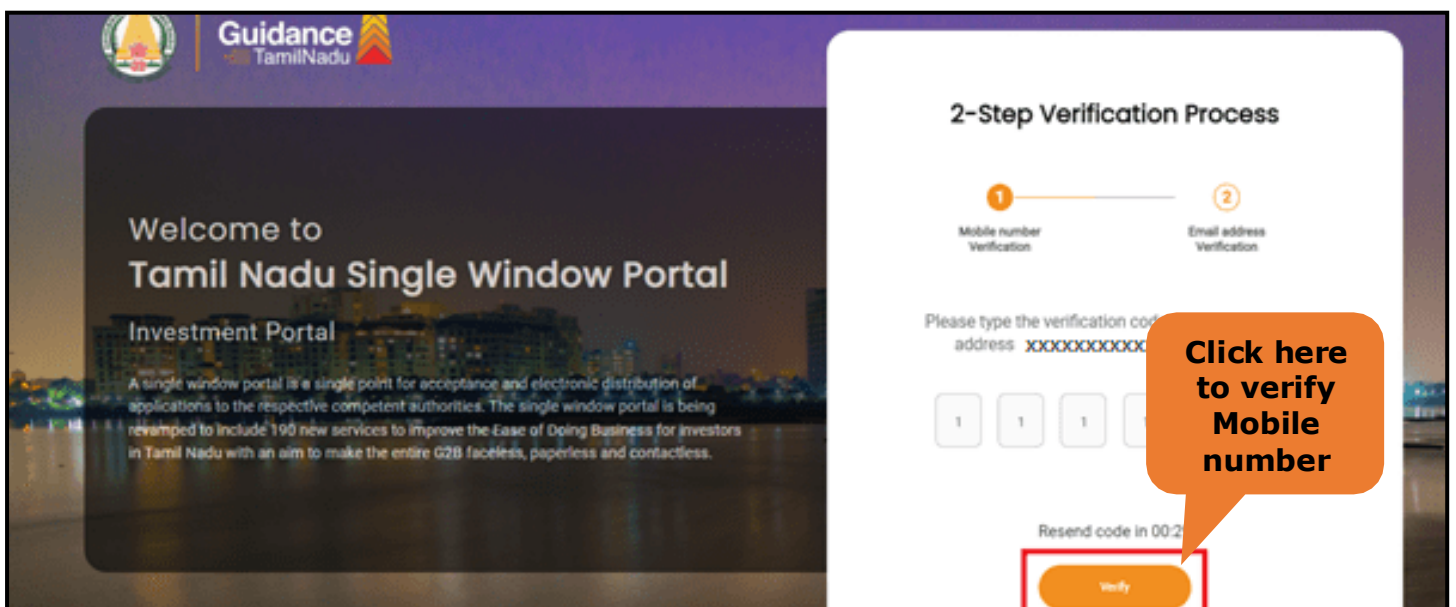 Guidance
TamilNadu
Welcome to
Tamil Nadu Single Window Portal
Investment Portal
A single window portal is a single point for acceptance and electronic distribution of
applications to the respective competent authorities. The single window portal is being
revamped to include 190 new services to improve the Ease of Doing Business for investors
in Tamil Nadu with an aim to make the entire G2B faceless, paperless and contactless.
2-Step Verification Process
1
2
Mobile number
Verification
Email address
Verification
Please type the verification cod
address xxxxxxxxxxx
1 1 1 1
Resend code in 00:2
Verify
Click here
to verify
Mobile
number